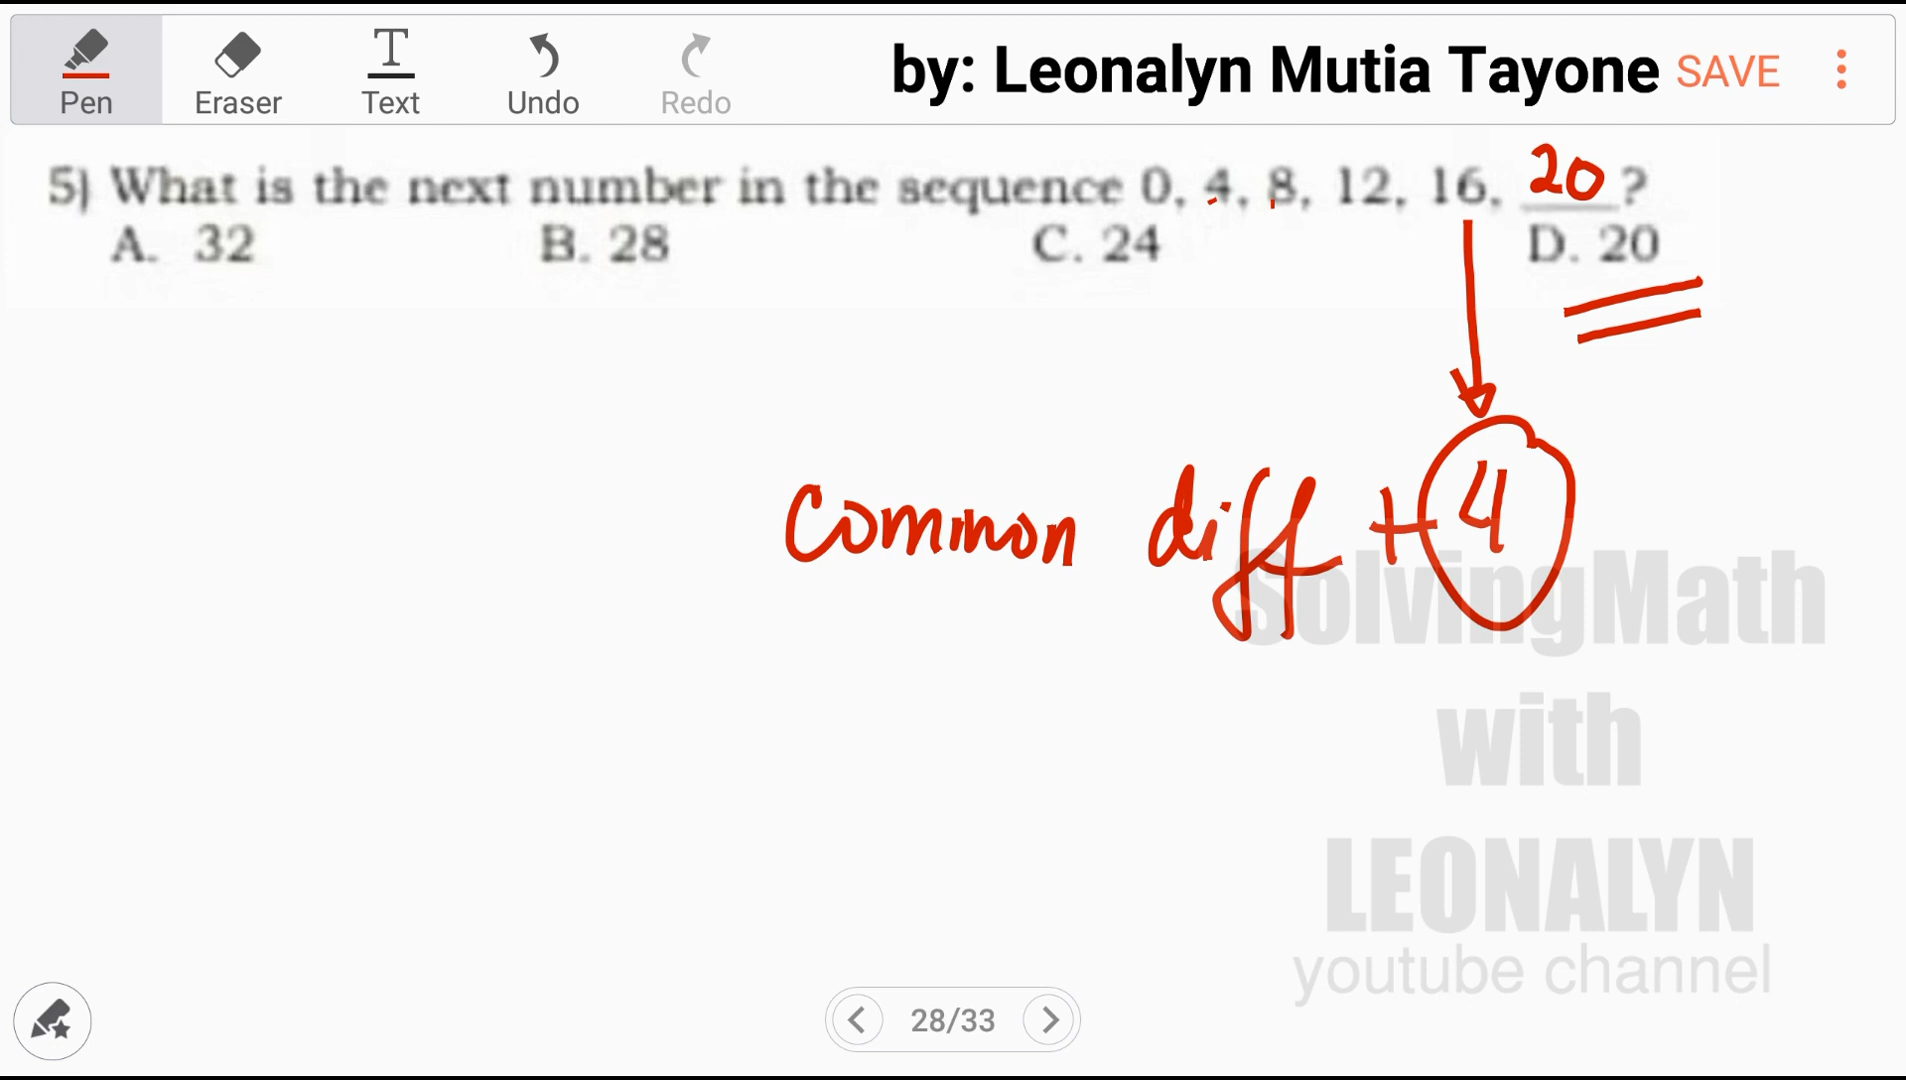 Pen Eraser Text Undo Redo by: Leonalyn Mutia Tayone SAVE
5) What is the next number in the sequence 0, 4, 8, 12, 16, 20 ?
A. 32 B. 28 C. 24 D. 20
Common diff + 4
SolvingMath
with
LEONALYN
youtube channel
28/33